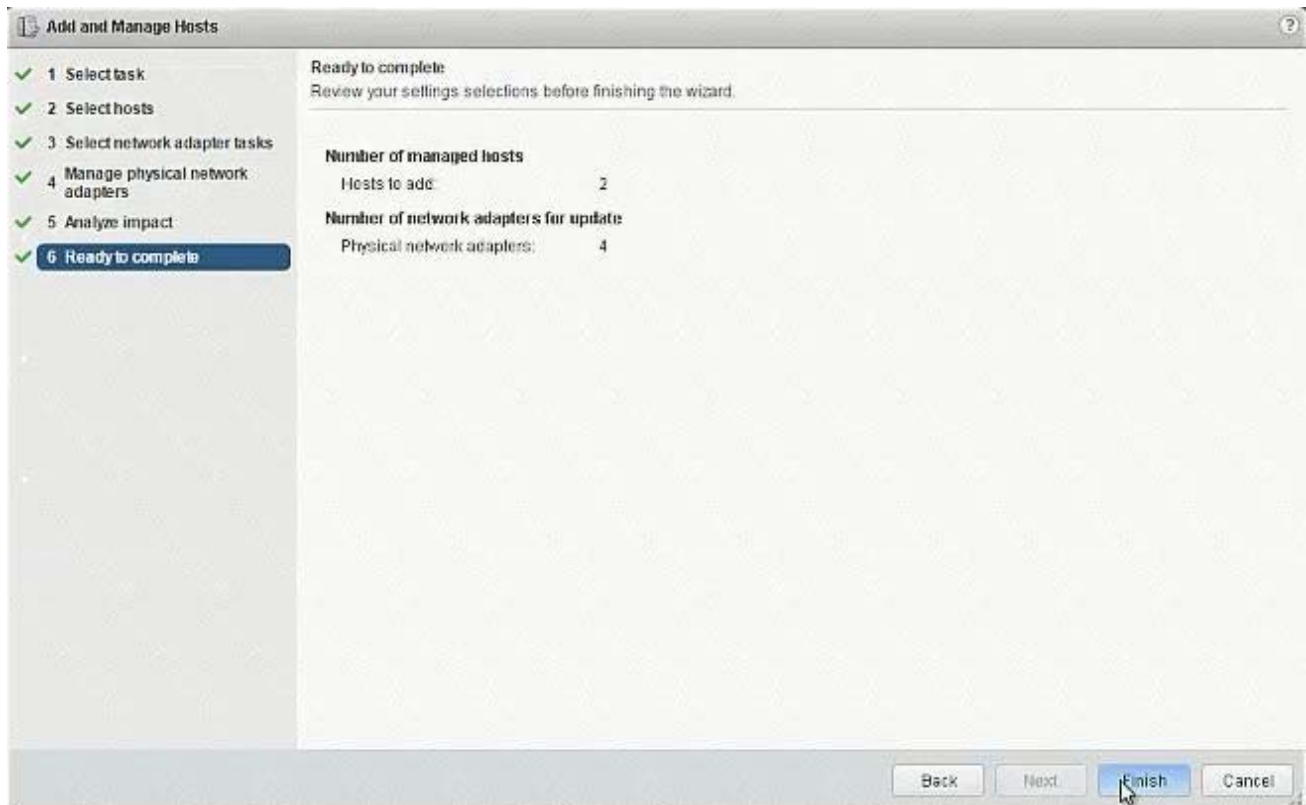 Add and Manage Hosts
?
1 Select task
2 Select hosts
3 Select network adapter tasks
4 Manage physical network
adapters
5 Analyze impact
6 Ready to complete
Ready to complete
Review your settings selections before finishing the wizard.
Number of managed hosts
Hosts to add: 2
Number of network adapters for update
Physical network adapters: 4
Back Next Finish Cancel